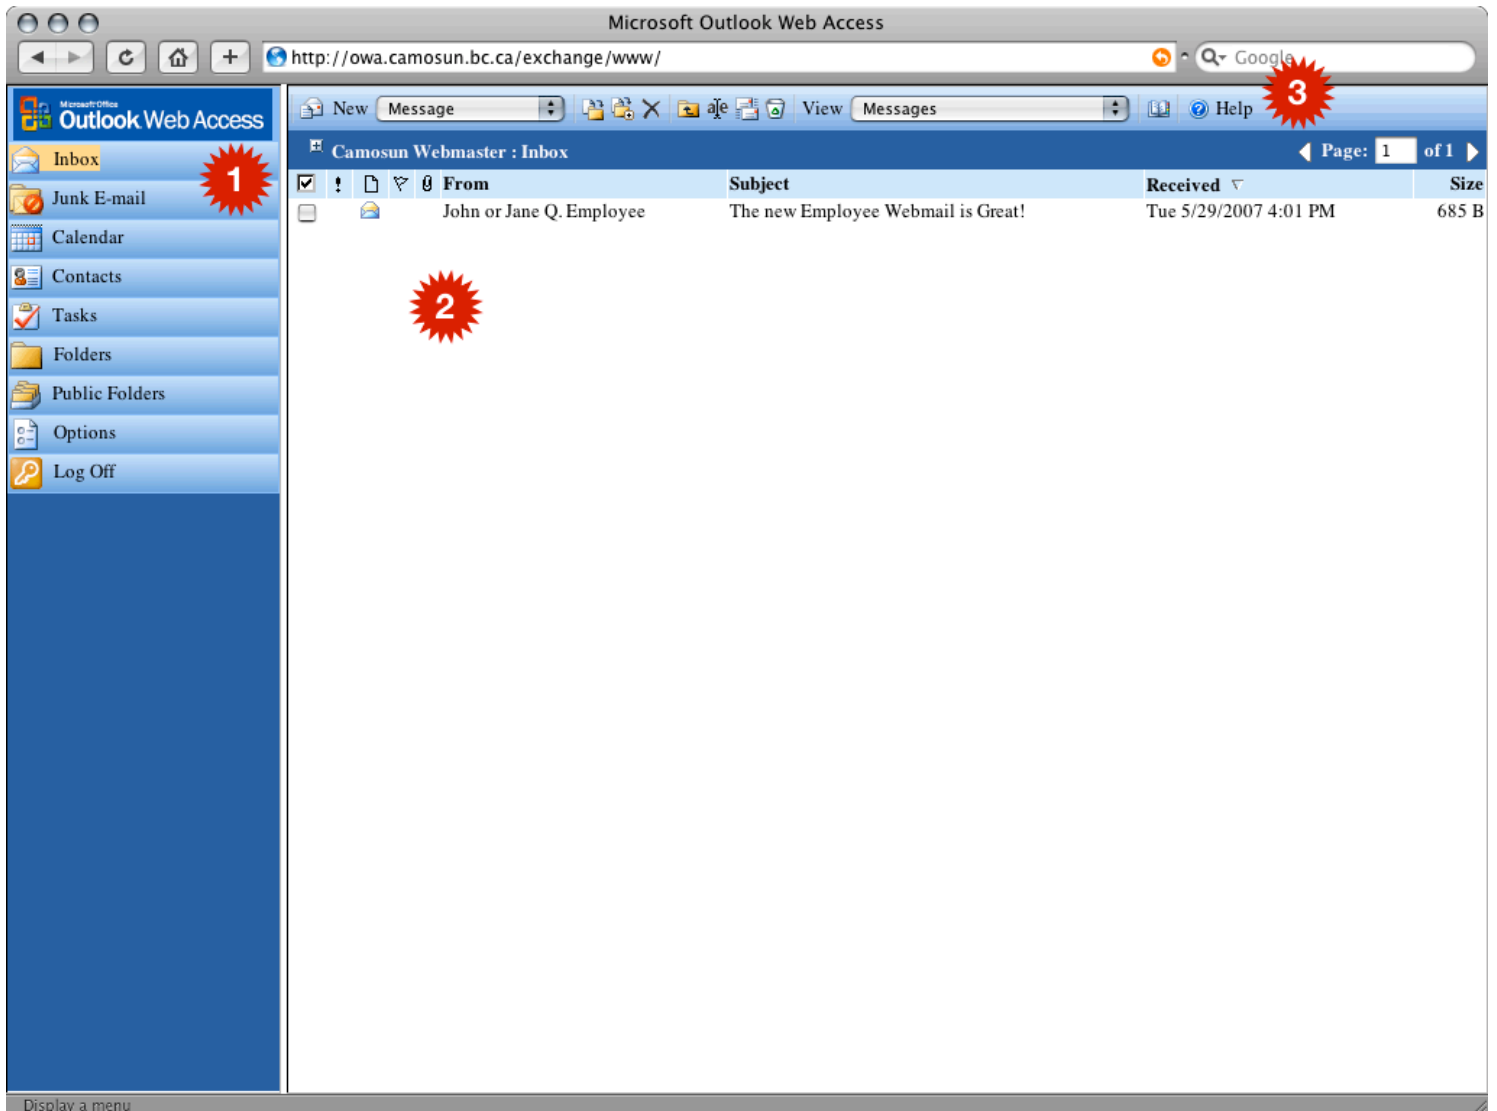 Microsoft Outlook Web Access
http://owa.camosun.bc.ca/exchange/www/
Google
3
Microsoft Office
Outlook Web Access
New Message View Messages Help
Camosun Webmaster : Inbox Page: 1 of 1
! From Subject Received Size
John or Jane Q. Employee The new Employee Webmail is Great! Tue 5/29/2007 4:01 PM 685 B
Inbox
1
Junk E-mail
Calendar
Contacts
2
Tasks
Folders
Public Folders
Options
Log Off
Display a menu